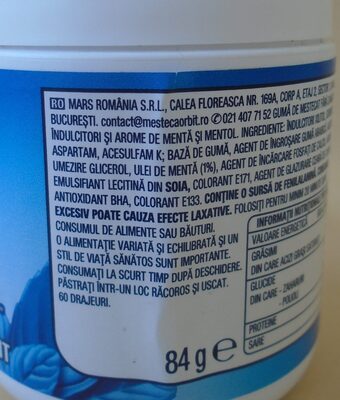 RO MARS ROMÂNIA S.R.L., CALEA FLOREASCA NR. 169A, CORP A, ETAJ 2, SECTOR
BUCUREȘTI. contact@mestecaorbit.ro ✆021 407 71 52 GUMĂ DE MESTECAT FĂRĂ
ÎNDULCITORI ȘI AROME DE MENTĂ ȘI MENTOL. INGREDIENTE: ÎNDULCITORI
ASPARTAM, ACESULFAM K; BAZĂ DE GUMĂ, AGENT DE ÎNGROȘARE GUMĂ
UMEZIRE GLICEROL, ULEI DE MENTĂ (1%), AGENT DE ÎNCĂRCARE FOSFAT DE
EMULSIFIANT LECTINĂ DIN SOIA, COLORANT E171, AGENT DE GLAZURARE
ANTIOXIDANT BHA, COLORANT E133. CONȚINE O SURSĂ DE FENILALANINĂ.
EXCESIV POATE CAUZA EFECTE LAXATIVE. FOLOSIȚI PENTRU MINIM 20 MINUTE
CONSUMUL DE ALIMENTE SAU BĂUTURI.
O ALIMENTAȚIE VARIATĂ ȘI ECHILIBRATĂ ȘI UN
STIL DE VIAȚĂ SĂNĂTOS SUNT IMPORTANTE.
CONSUMAȚI LA SCURT TIMP DUPĂ DESCHIDERE.
PĂSTRAȚI ÎNTR-UN LOC RĂCOROS ȘI USCAT.
60 DRAJEURI.
INFORMAȚII
VALOARE ENERGETICĂ
GRĂSIMI
DIN CARE ACIZI GRAȘI
GLUCIDE
DIN CARE - ZAHARURI
- POLIOLI
PROTEINE
SARE
84 g ℮